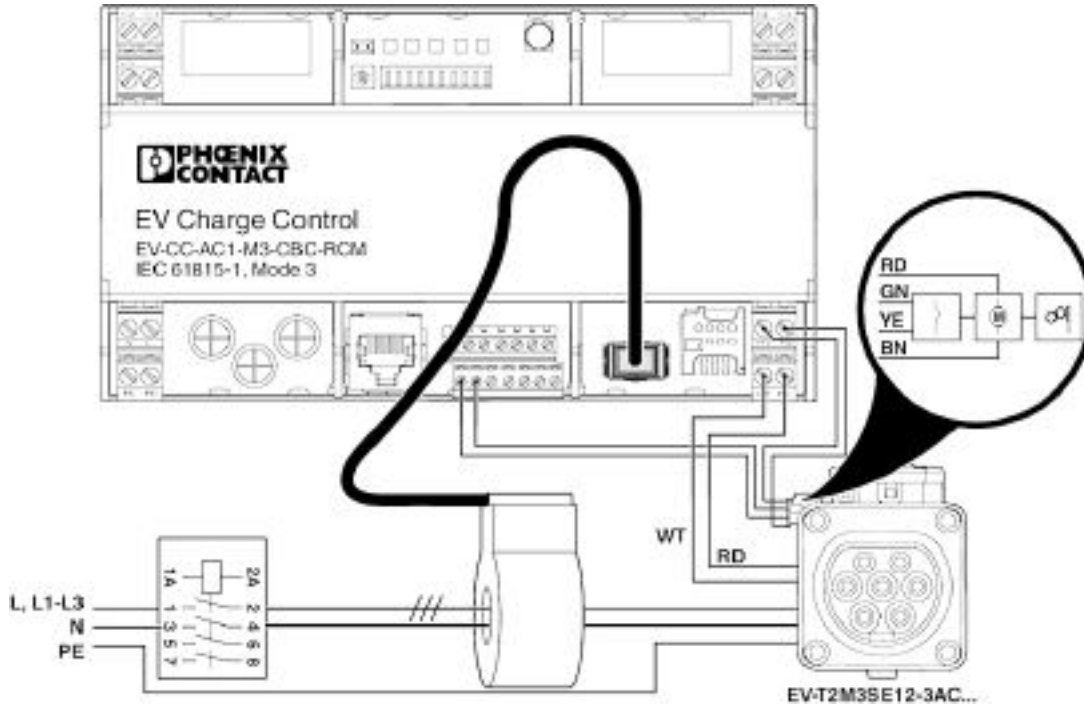 PHŒNIX
CONTACT
EV Charge Control
EV-CC-AC1-M3-CBC-RCM
IEC 61815-1, Mode 3
RD
GN
YE
BN
WT
RD
1A
2A
L, L1-L3
1
2
N
3
4
PE
5
6
7
8
EV-T2M3SE12-3AC...